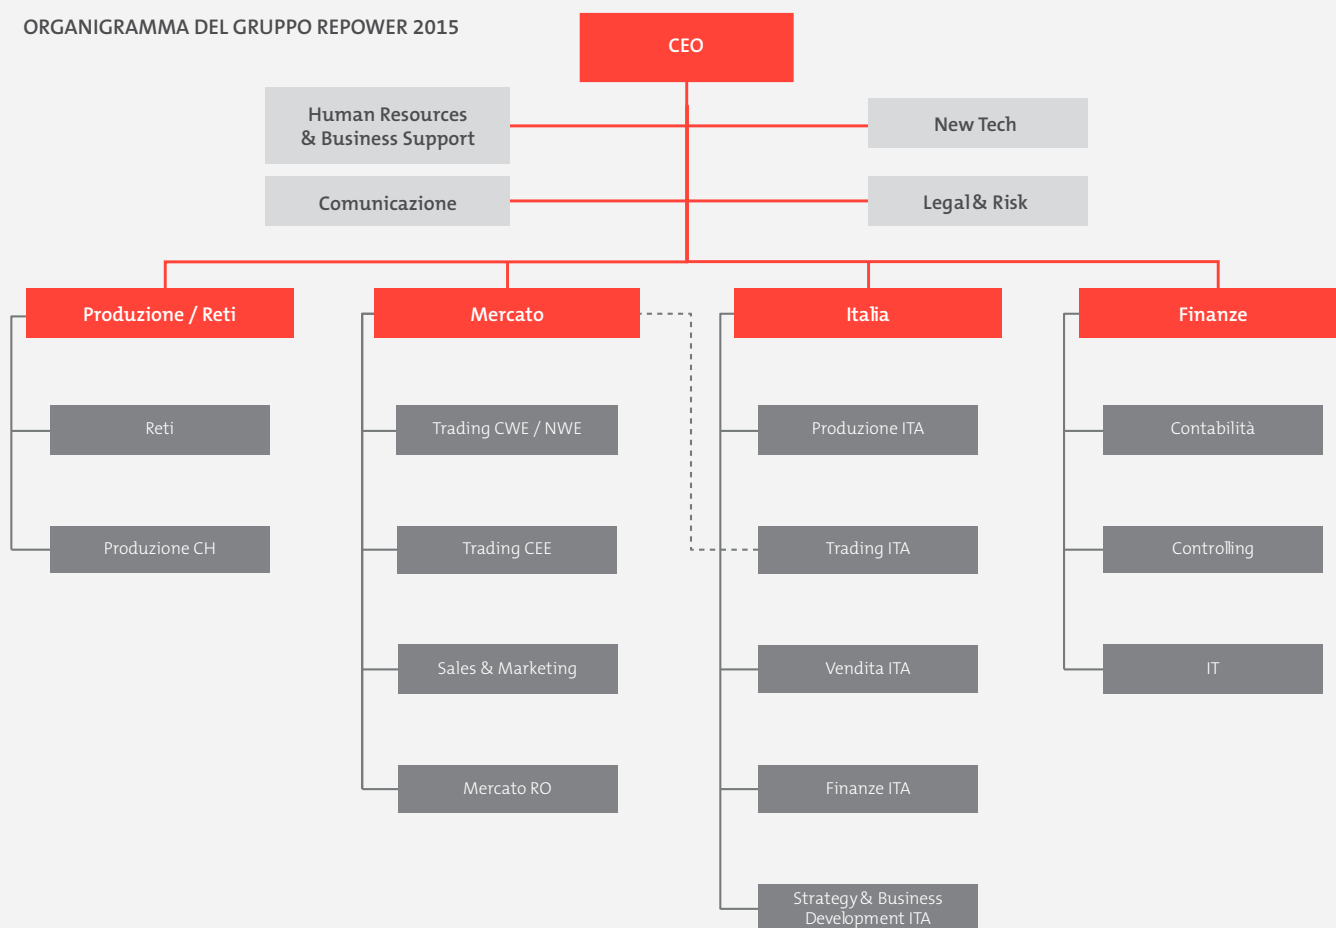 ORGANIGRAMMA DEL GRUPPO REPOWER 2015
CEO
Human Resources
& Business Support
New Tech
Comunicazione
Legal & Risk
Produzione / Reti
Mercato
Italia
Finanze
Reti
Trading CWE / NWE
Produzione ITA
Contabilità
Produzione CH
Trading CEE
Trading ITA
Controlling
Sales & Marketing
Vendita ITA
IT
Mercato RO
Finanze ITA
Strategy & Business
Development ITA